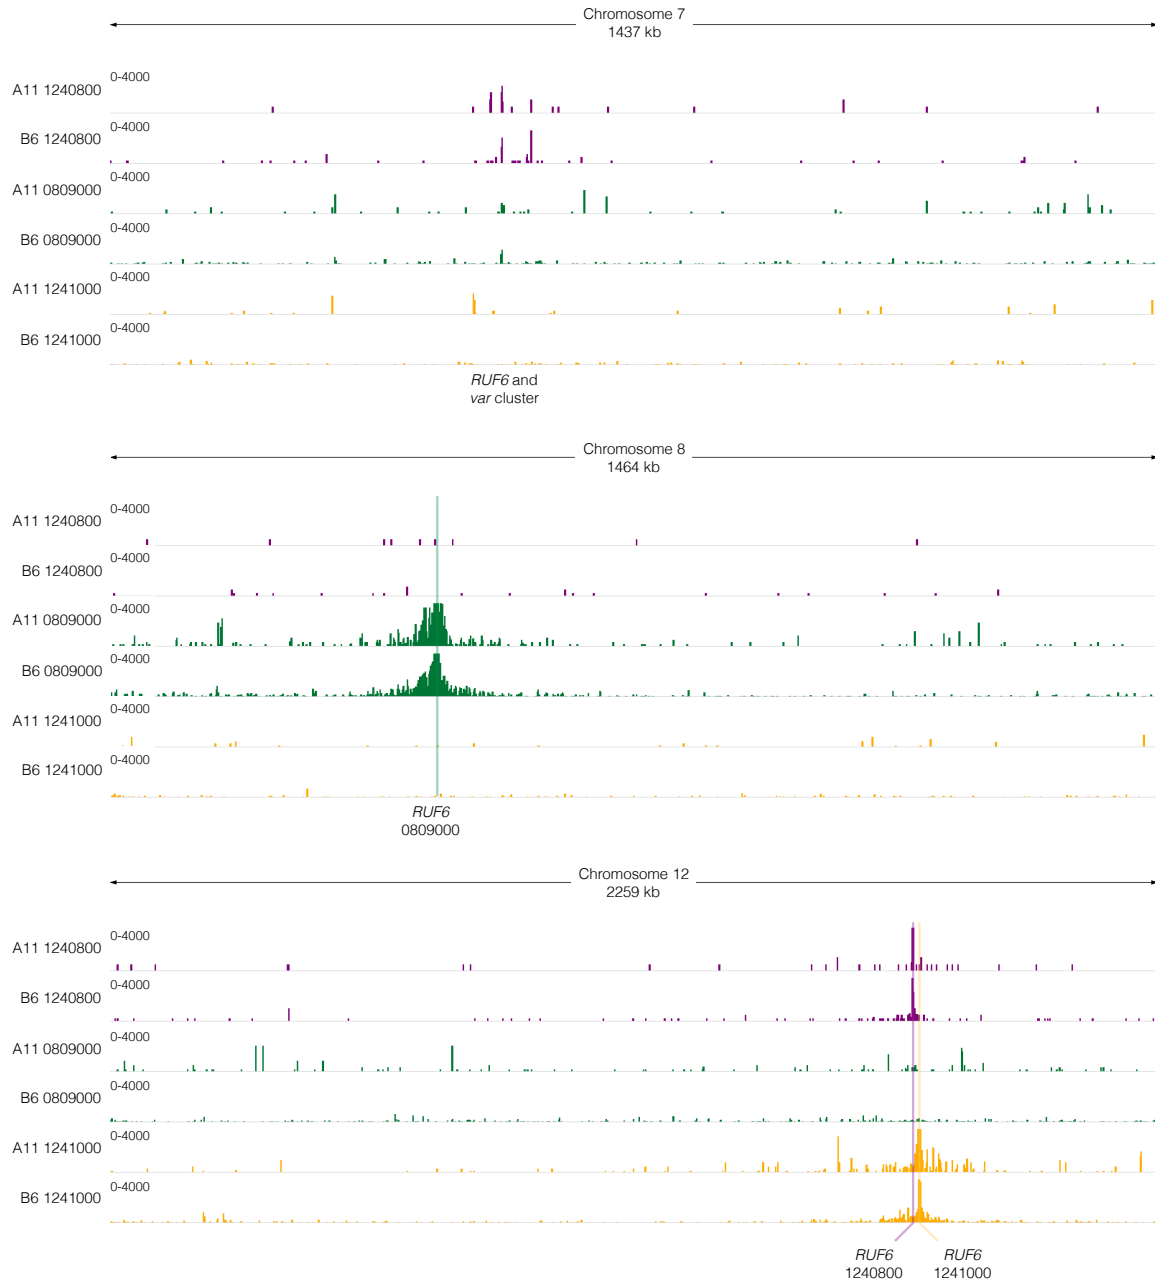 Chromosome 7
1437 kb
0-4000
A11 1240800
0-4000
B6 1240800
0-4000
A11 0809000
0-4000
B6 0809000
0-4000
A11 1241000
0-4000
B6 1241000
RUF6 and
var cluster
Chromosome 8
1464 kb
0-4000
A11 1240800
0-4000
B6 1240800
0-4000
A11 0809000
0-4000
B6 0809000
0-4000
A11 1241000
0-4000
B6 1241000
RUF6
0809000
Chromosome 12
2259 kb
0-4000
A11 1240800
0-4000
B6 1240800
0-4000
A11 0809000
0-4000
B6 0809000
0-4000
A11 1241000
0-4000
B6 1241000
RUF6 RUF6
1240800 1241000